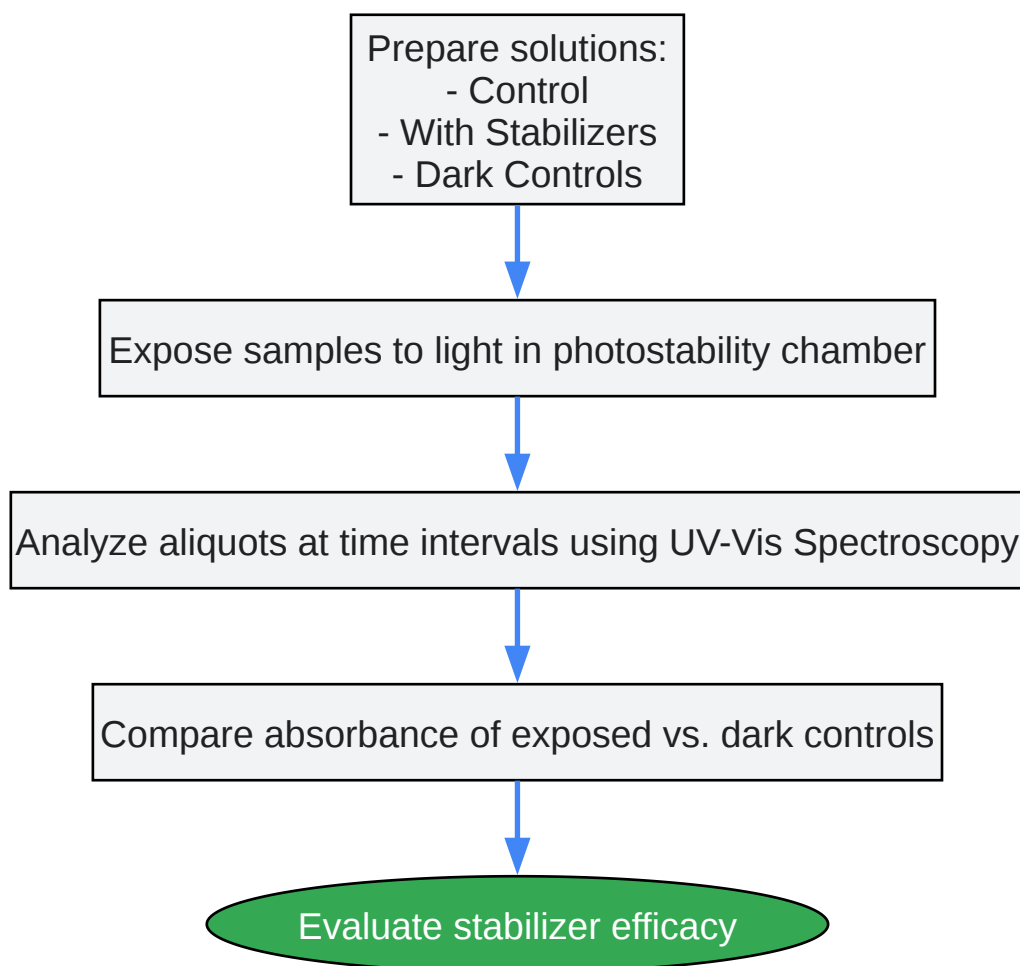 Prepare solutions:
- Control
- With Stabilizers
- Dark Controls
Expose samples to light in photostability chamber
Analyze aliquots at time intervals using UV-Vis Spectroscopy
Compare absorbance of exposed vs. dark controls
Evaluate stabilizer efficacy